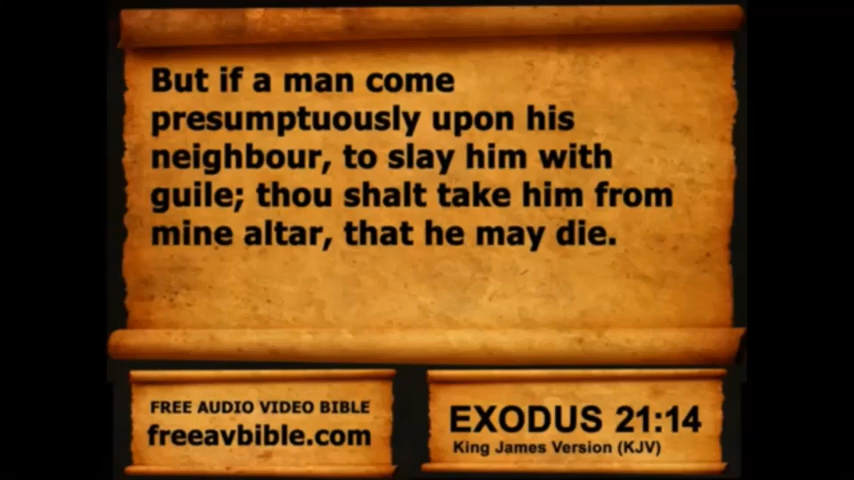 But if a man come
presumptuously upon his
neighbour, to slay him with
guile; thou shalt take him from
mine altar, that he may die.
FREE AUDIO VIDEO BIBLE
freeavbible.com
EXODUS 21:14
King James Version (KJV)